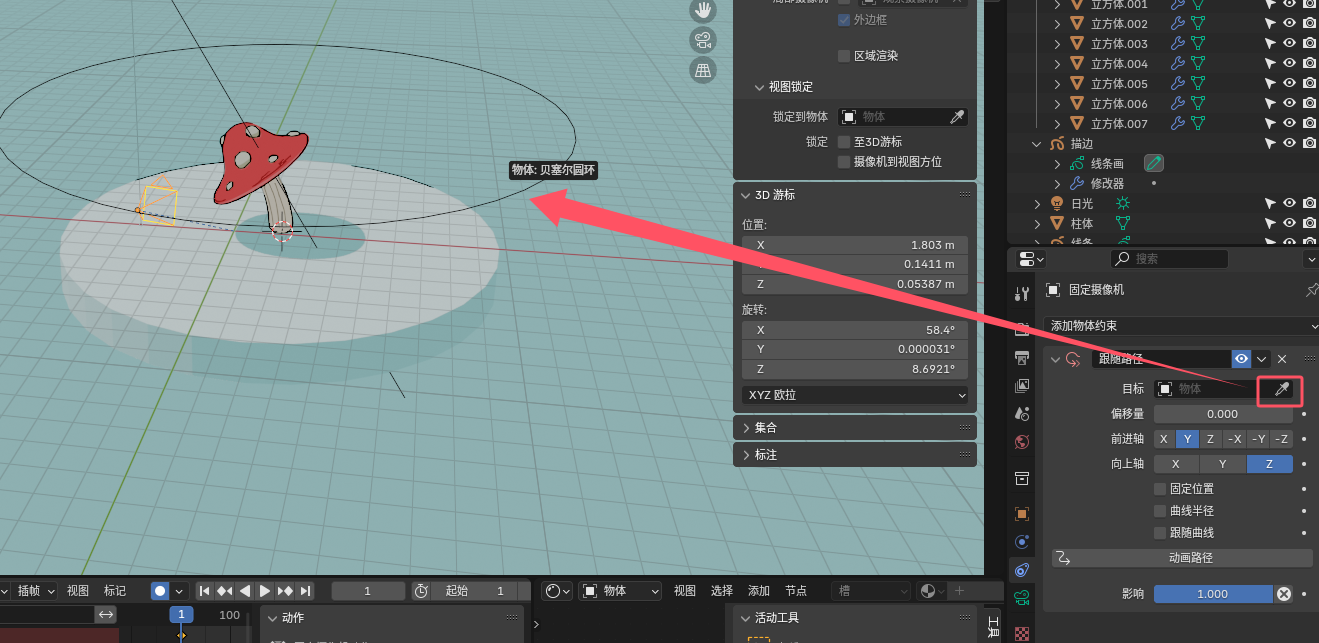 外边框
区域渲染
视图锁定
锁定到物体 物体
锁定 至3D游标
摄像机到视图方位
3D 游标
位置:
X 1.803 m
Y 0.1411 m
Z 0.05387 m
旋转:
X 58.4°
Y 0.000031°
Z 8.6921°
XYZ 欧拉
集合
标注
物体: 贝塞尔圆环
立方体.001
立方体.002
立方体.003
立方体.004
立方体.005
立方体.006
立方体.007
描边
线条画
修改器
日光
柱体
线条
搜索
固定摄像机
添加物体约束
跟随路径
目标 物体
偏移量 0.000
前进轴 X Y Z -X -Y -Z
向上轴 X Y Z
固定位置
曲线半径
跟随曲线
动画路径
影响 1.000
插帧 视图 标记 1 起始 1
物体 视图 选择 添加 节点 槽
1 100
动作
活动工具
工具